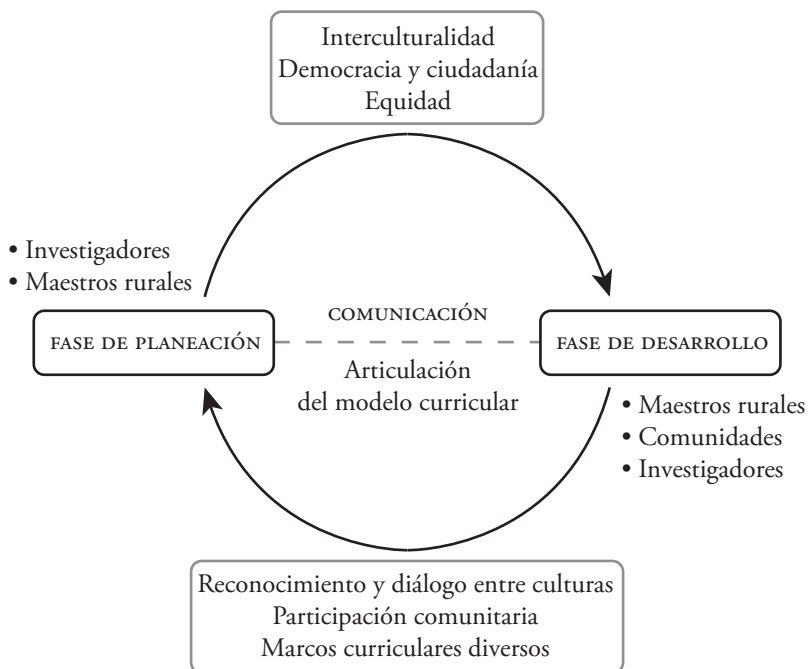 Interculturalidad
Democracia y ciudadanía
Equidad
• Investigadores
• Maestros rurales
FASE DE PLANEACIÓN
COMUNICACIÓN
Articulación
del modelo curricular
FASE DE DESARROLLO
• Maestros rurales
• Comunidades
• Investigadores
Reconocimiento y diálogo entre culturas
Participación comunitaria
Marcos curriculares diversos